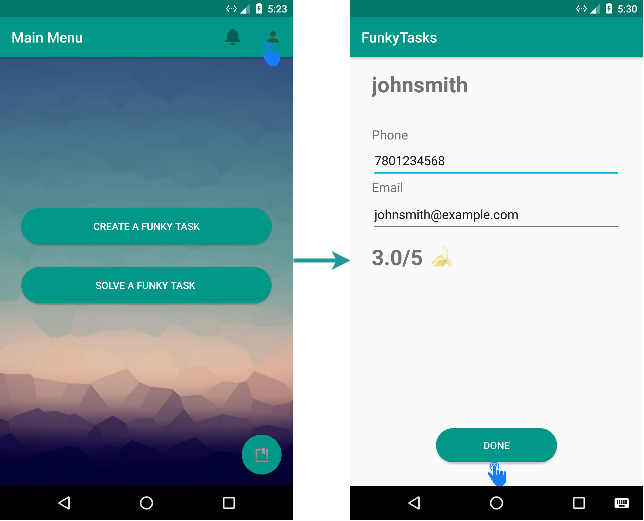 5:23
Main Menu
CREATE A FUNKY TASK
SOLVE A FUNKY TASK
5:30
FunkyTasks
johnsmith
Phone
7801234568
Email
johnsmith@example.com
3.0/5
DONE